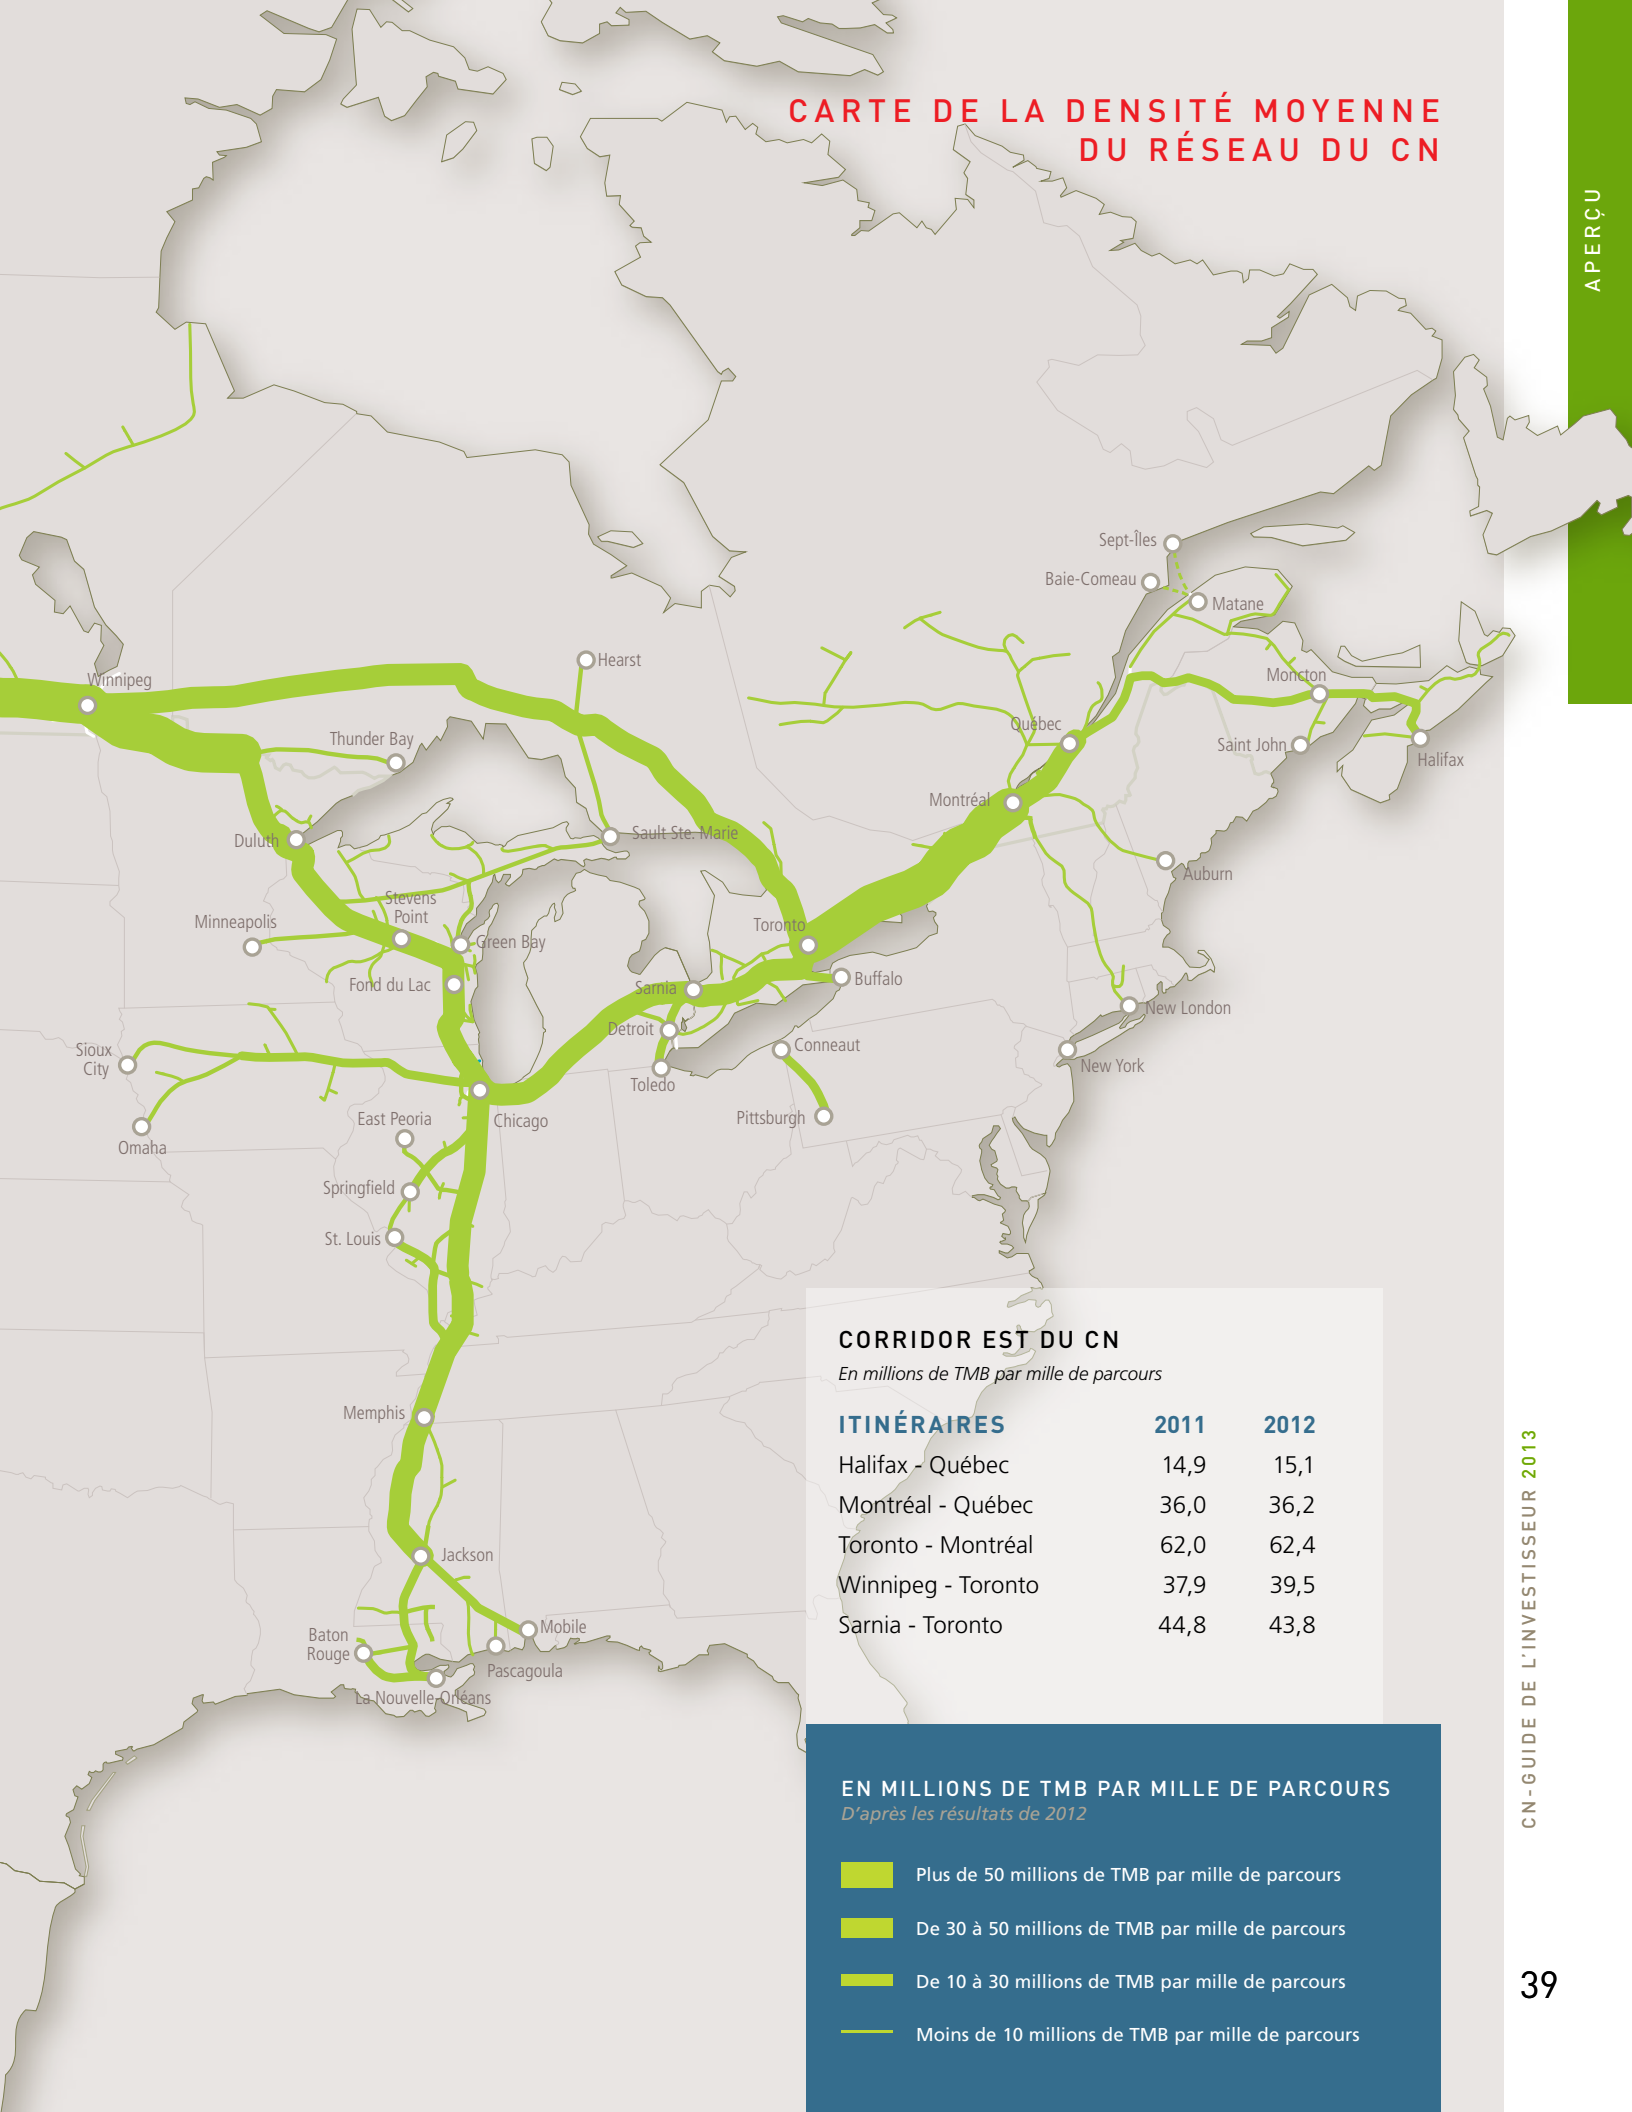 CARTE DE LA DENSITÉ MOYENNE
DU RÉSEAU DU CN
APERÇU
Sept-Îles
Baie-Comeau
Matane
Hearst
Moncton
Winnipeg
Québec
Thunder Bay
Saint John
Halifax
Montréal
Duluth
Sault Ste. Marie
Auburn
Stevens
Point
Minneapolis
Toronto
Green Bay
Fond du Lac
Sarnia
Buffalo
New London
Detroit
Sioux
City
Conneaut
New York
Toledo
East Peoria
Chicago
Pittsburgh
Omaha
Springfield
St. Louis
Memphis
Jackson
Baton
Rouge
Mobile
Pascagoula
La Nouvelle-Orléans
CORRIDOR EST DU CN
En millions de TMB par mille de parcours
ITINÉRAIRES 2011 2012
Halifax - Québec 14,9 15,1
Montréal - Québec 36,0 36,2
Toronto - Montréal 62,0 62,4
Winnipeg - Toronto 37,9 39,5
Sarnia - Toronto 44,8 43,8
EN MILLIONS DE TMB PAR MILLE DE PARCOURS
D'après les résultats de 2012
Plus de 50 millions de TMB par mille de parcours
De 30 à 50 millions de TMB par mille de parcours
De 10 à 30 millions de TMB par mille de parcours
Moins de 10 millions de TMB par mille de parcours
CN-GUIDE DE L'INVESTISSEUR 2013
39